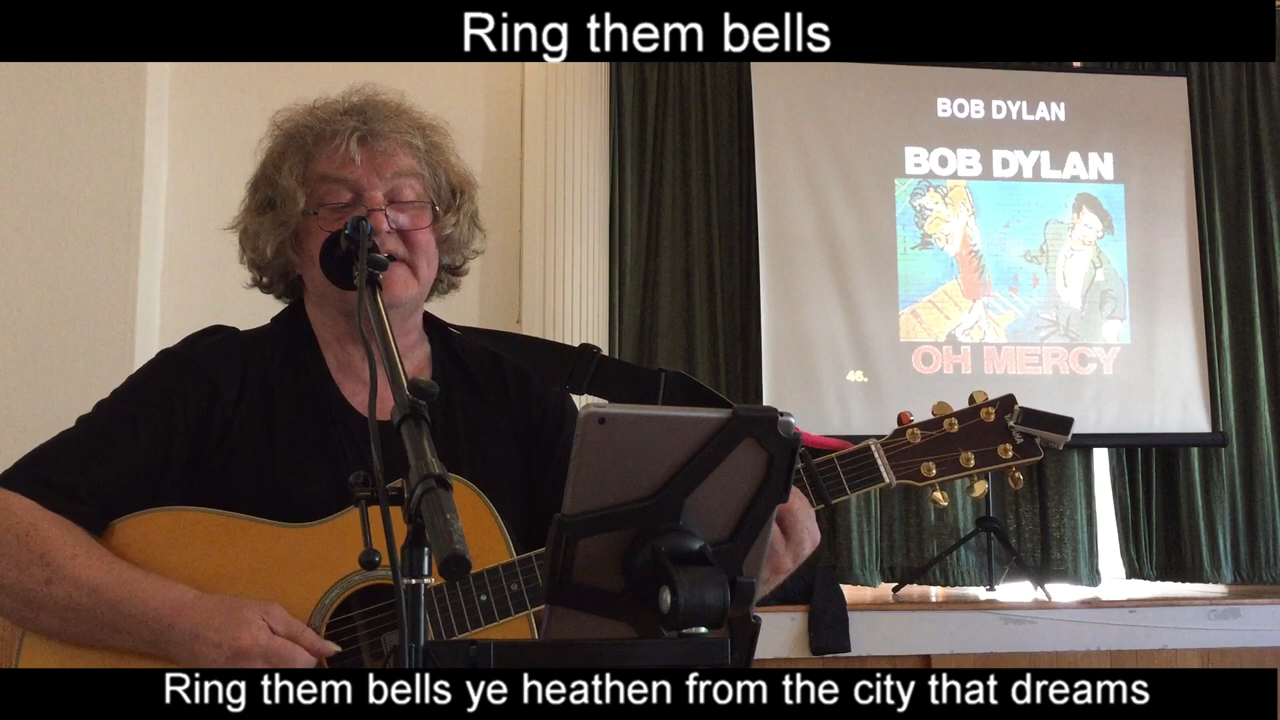 Ring them bells
BOB DYLAN
BOB DYLAN
OH MERCY
46.
Ring them bells ye heathen from the city that dreams